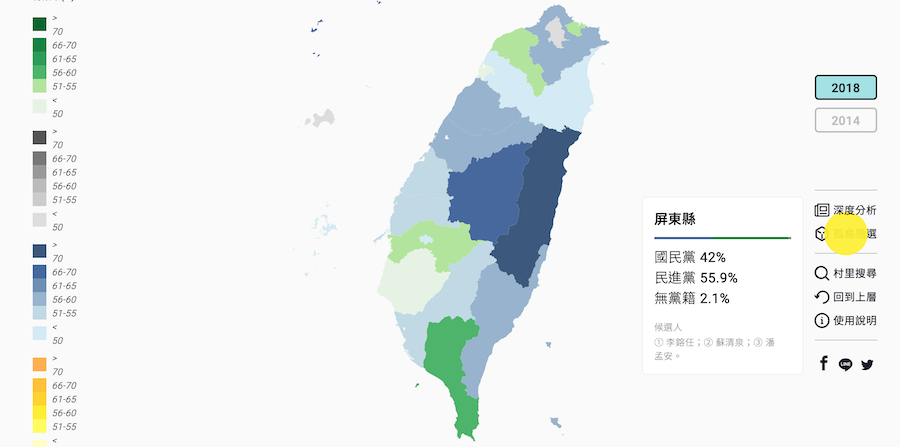 >
70
66-70
61-65
56-60
51-55
<
50
>
70
66-70
61-65
56-60
51-55
<
50
>
70
66-70
61-65
56-60
51-55
<
50
>
70
66-70
61-65
56-60
51-55
<
2018
2014
屏東縣
國民黨 42%
民進黨 55.9%
無黨籍 2.1%
候選人
① 李鎔任；② 蘇清泉；③ 潘
孟安。
深度分析
選
村里搜尋
回到上層
使用說明
f
LINE